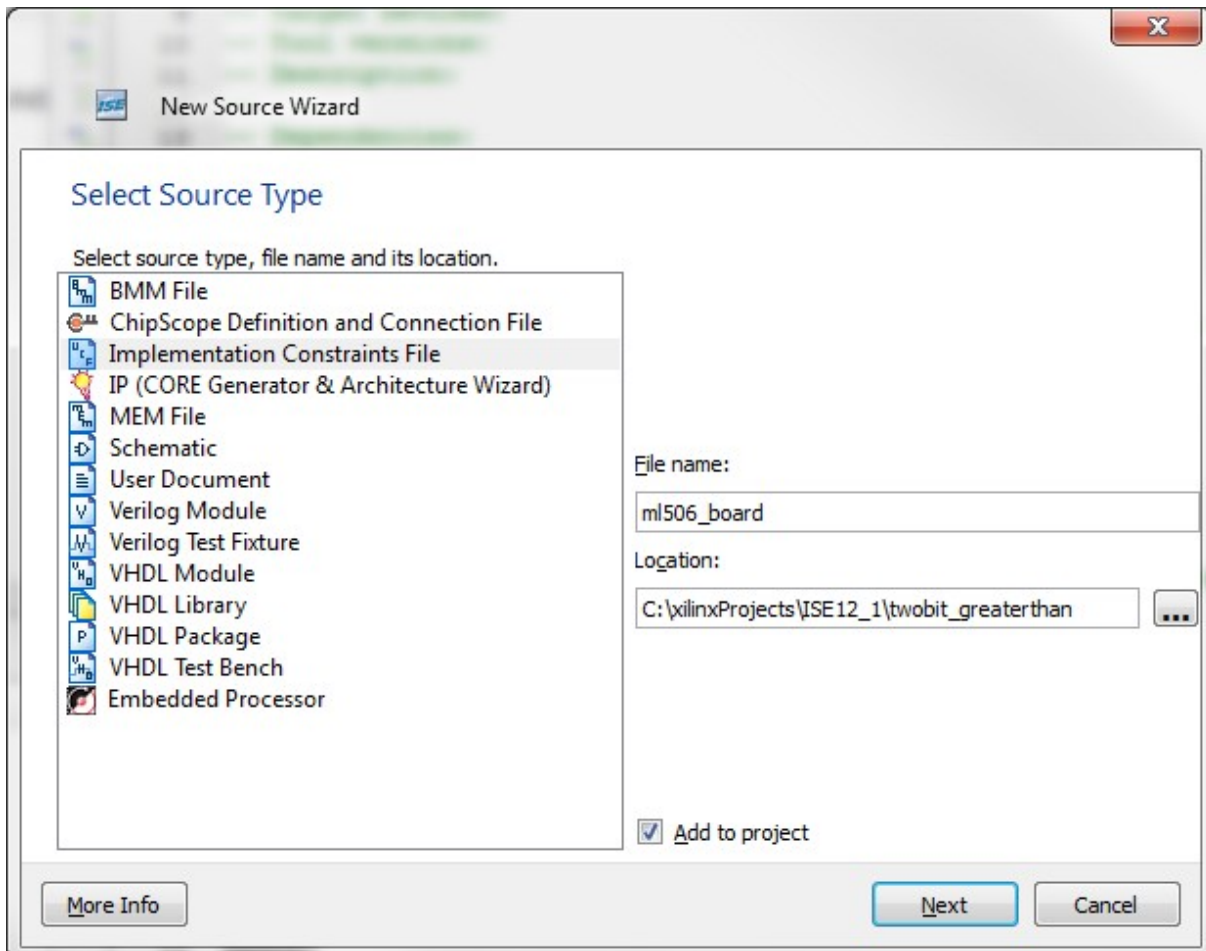 New Source Wizard
Select Source Type
Select source type, file name and its location.
BMM File
ChipScope Definition and Connection File
Implementation Constraints File
IP (CORE Generator & Architecture Wizard)
MEM File
Schematic
User Document
Verilog Module
Verilog Test Fixture
VHDL Module
VHDL Library
VHDL Package
VHDL Test Bench
Embedded Processor
File name:
ml506_board
Location:
C:\xilinxProjects\ISE12_1\twobit_greaterthan
...
Add to project
More Info
Next
Cancel